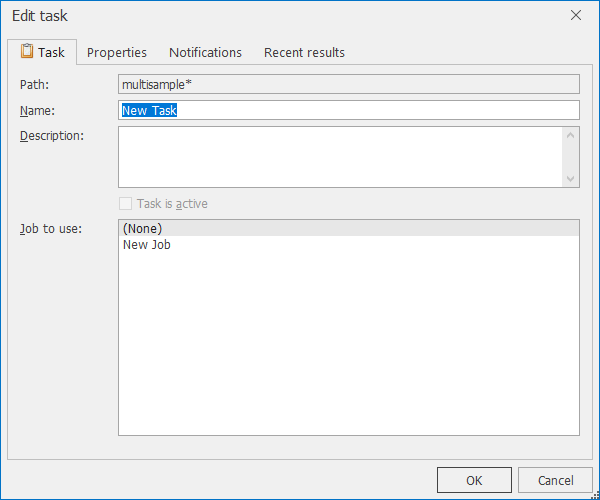 Edit task
Task Properties Notifications Recent results
Path: multisample*
Name: New Task
Description:
Task is active
Job to use: (None)
New Job
OK Cancel